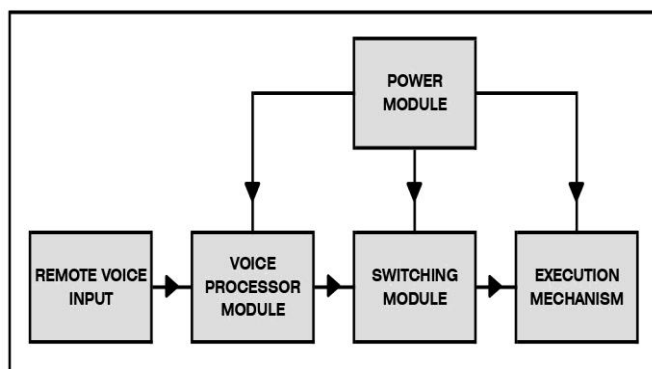 POWER
MODULE
REMOTE VOICE
INPUT
VOICE
PROCESSOR
MODULE
SWITCHING
MODULE
EXECUTION
MECHANISM